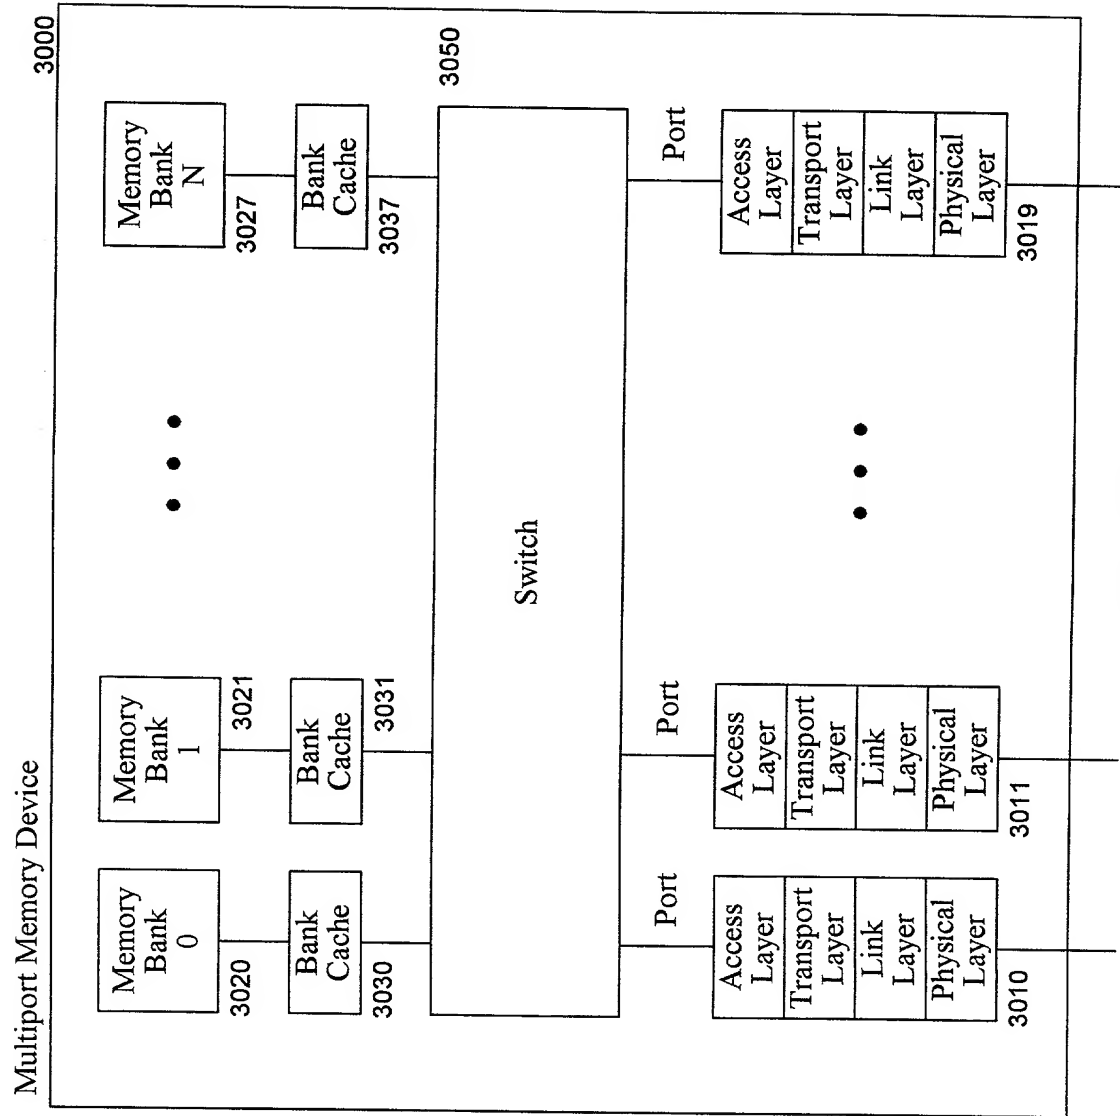 Multiport Memory Device
3000
Memory
Bank
0
3020
Memory
Bank
1
3021
Memory
Bank
N
3027
Bank
Cache
3030
Bank
Cache
3031
Bank
Cache
3037
3050
Switch
Port
Port
Port
Access
Layer
Transport
Layer
Link
Layer
Physical
Layer
3010
Access
Layer
Transport
Layer
Link
Layer
Physical
Layer
3011
Access
Layer
Transport
Layer
Link
Layer
Physical
Layer
3019